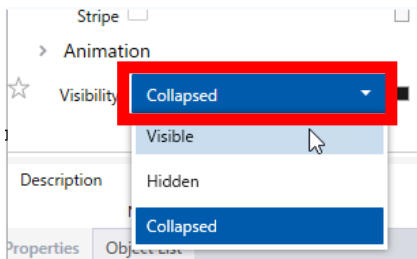 Stripe
Animation
Visibility
Collapsed
Visible
Description
Hidden
Collapsed
Properties
Object List